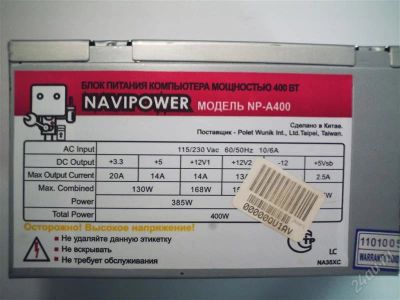 БЛОК ПИТАНИЯ КОМПЬЮТЕРА МОЩНОСТЬЮ 400 ВТ
NAVIPOWER МОДЕЛЬ NP-A400
Сделано в Китае.
Поставщик - Polet Wunik Int., Ltd. Taipei, Taiwan.
AC Input 115/230 Vac 60/50Hz 10/6A
DC Output +3.3 +5 +12V1 +12V2 -12 +5Vsb
Max Output Current 20A 14A 14A 2.5A
Max. Combined 130W 168W
Power 385W
Total Power 400W
Осторожно! Высокое напряжение!
Не удаляйте данную этикетку
Не вскрывать
Не требует обслуживания
LC
NA35XC
WARRANTY